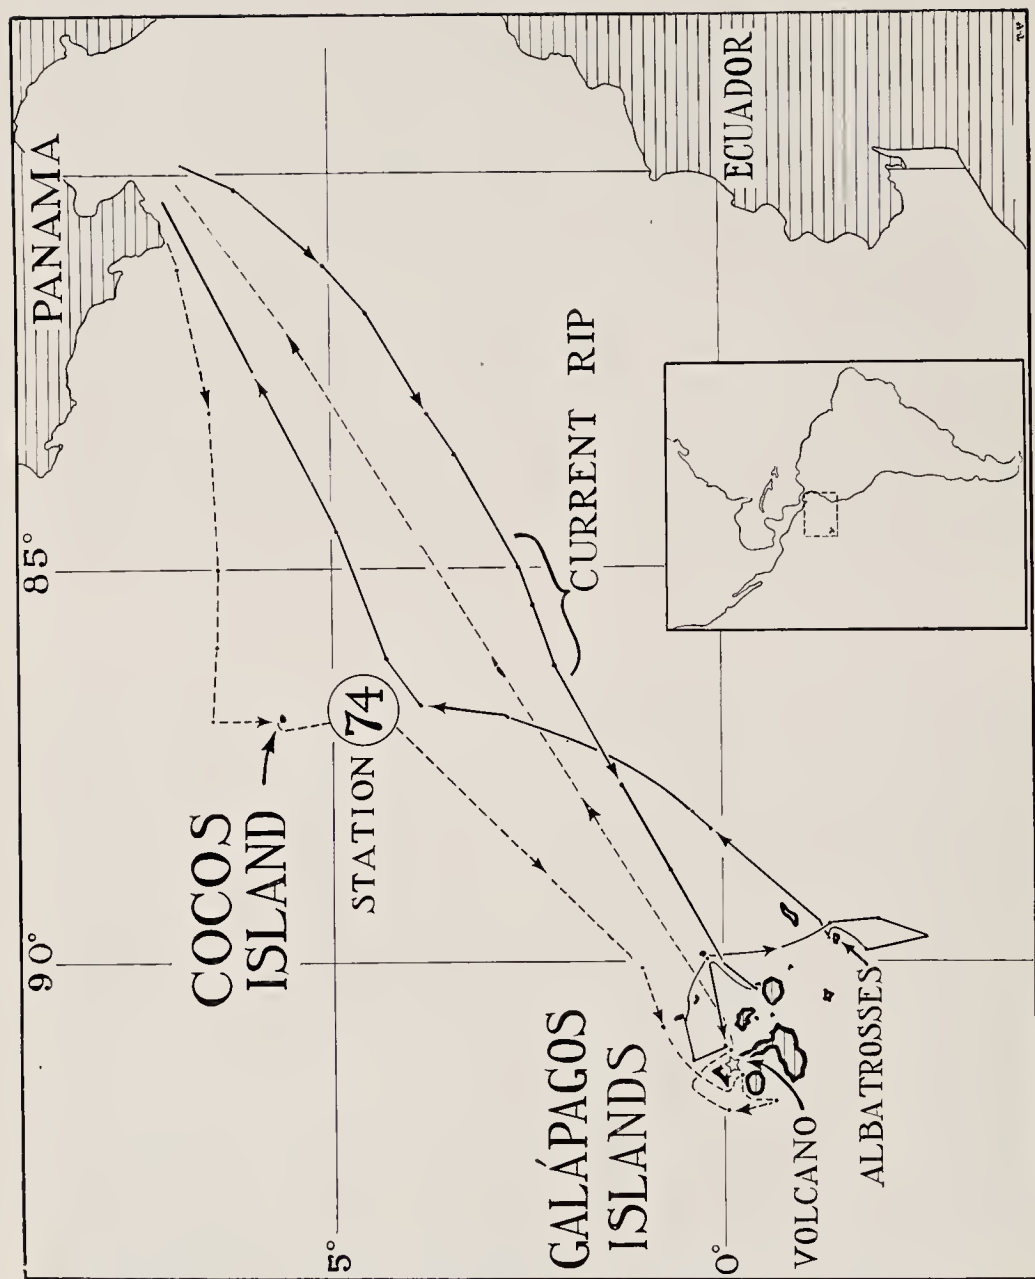 PANAMA
85°
90°
COCOS
ISLAND
STATION
74
5°
CURRENT RIP
ECUADOR
GALÁPAGOS
ISLANDS
0°
VOLCANO
ALBATROSSES